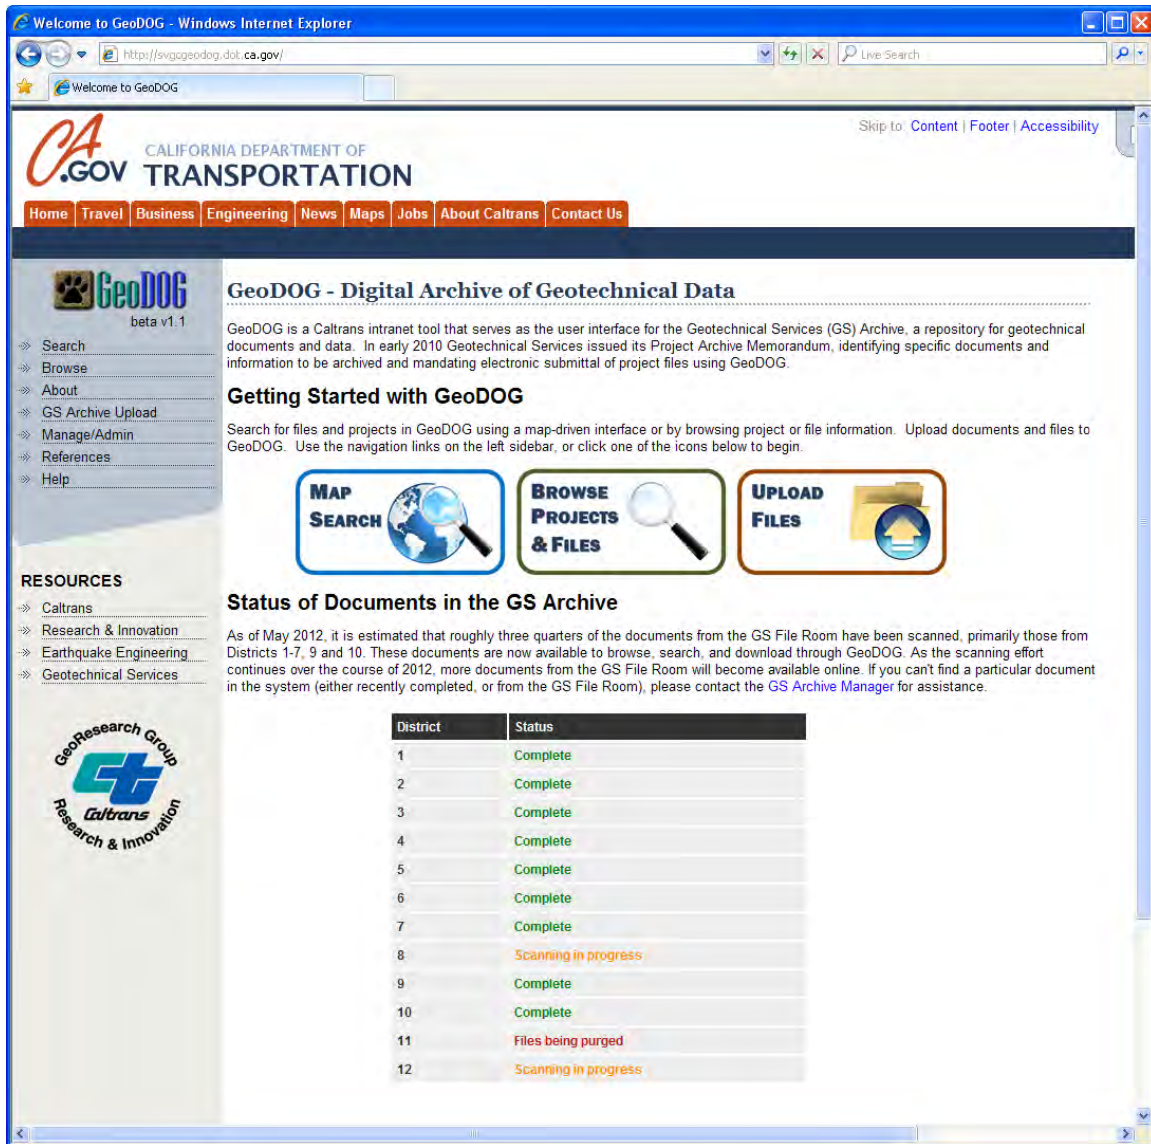 Welcome to GeoDOG - Windows Internet Explorer
http://svgcgeodog.dot.ca.gov/
Live Search
Welcome to GeoDOG
Skip to: Content | Footer | Accessibility
CA.GOV
CALIFORNIA DEPARTMENT OF
TRANSPORTATION
Home Travel Business Engineering News Maps Jobs About Caltrans Contact Us
GeoDOG
beta v1.1
Search
Browse
About
GS Archive Upload
Manage/Admin
References
Help
RESOURCES
Caltrans
Research & Innovation
Earthquake Engineering
Geotechnical Services
GeoResearch Group
Caltrans
Research & Innovation
GeoDOG - Digital Archive of Geotechnical Data
GeoDOG is a Caltrans intranet tool that serves as the user interface for the Geotechnical Services (GS) Archive, a repository for geotechnical
documents and data. In early 2010 Geotechnical Services issued its Project Archive Memorandum, identifying specific documents and
information to be archived and mandating electronic submittal of project files using GeoDOG.
Getting Started with GeoDOG
Search for files and projects in GeoDOG using a map-driven interface or by browsing project or file information. Upload documents and files to
GeoDOG. Use the navigation links on the left sidebar, or click one of the icons below to begin.
MAP
SEARCH
BROWSE
PROJECTS
& FILES
UPLOAD
FILES
Status of Documents in the GS Archive
As of May 2012, it is estimated that roughly three quarters of the documents from the GS File Room have been scanned, primarily those from
Districts 1-7, 9 and 10. These documents are now available to browse, search, and download through GeoDOG. As the scanning effort
continues over the course of 2012, more documents from the GS File Room will become available online. If you can't find a particular document
in the system (either recently completed, or from the GS File Room), please contact the GS Archive Manager for assistance.
District Status
1 Complete
2 Complete
3 Complete
4 Complete
5 Complete
6 Complete
7 Complete
8 Scanning in progress
9 Complete
10 Complete
11 Files being purged
12 Scanning in progress